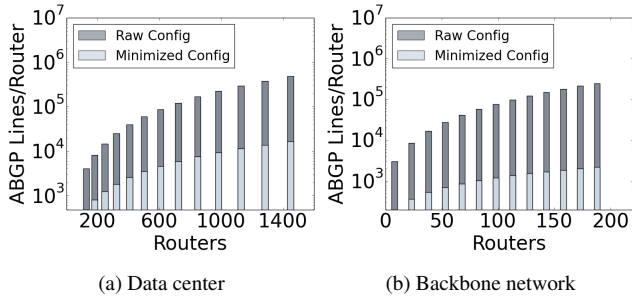 10^7
10^6
10^5
10^4
10^3
ABGP Lines/Router
Raw Config
Minimized Config
200 600 1000 1400
Routers
(a) Data center
10^7
10^6
10^5
10^4
10^3
ABGP Lines/Router
Raw Config
Minimized Config
0 50 100 150 200
Routers
(b) Backbone network